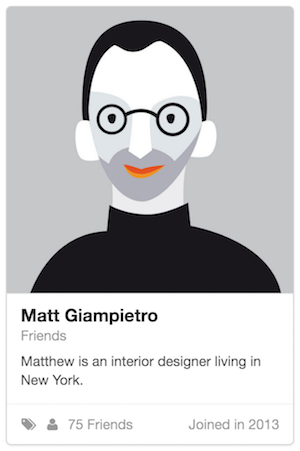 Matt Giampietro
Friends
Matthew is an interior designer living in
New York.
75 Friends Joined in 2013